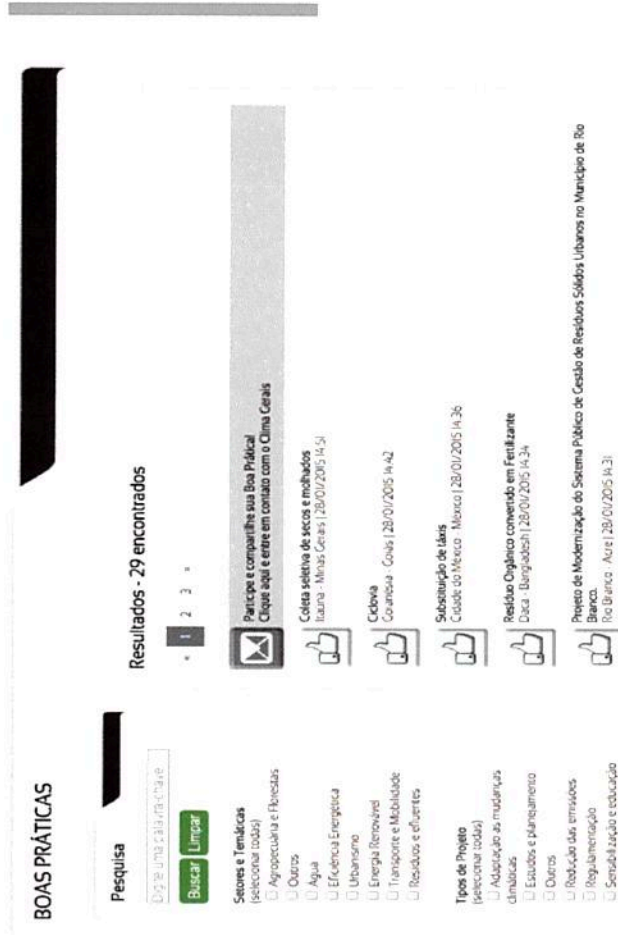 BOAS PRÁTICAS
Pesquisa
Digite uma palavra-chave
Buscar Limpar
Setores e Temáticas
(selecionar todas)
Agropecuária e Florestas
Outros
Água
Eficiência Energética
Urbanismo
Energia Renovável
Transporte e Mobilidade
Resíduos e efluentes
Tipos de Projeto
(selecionar todas)
Adaptação as mudanças
climáticas
Estudos e planejamento
Outros
Redução das emissões
Regulamentação
Sensibilização e educação
Resultados - 29 encontrados
« 1 2 3 »
Participe e compartilhe sua Boa Prática!
Clique aqui e entre em contato com o Clima Gerais
Coleta seletiva de secos e molhados
Itaúna - Minas Gerais | 28/01/2015 14:51
Ciclovia
Goianésia - Goiás | 28/01/2015 14:42
Substituição de táxis
Cidade do México - México | 28/01/2015 14:36
Resíduo Orgânico convertido em Fertilizante
Daca - Bangladesh | 28/01/2015 14:34
Projeto de Modernização do Sistema Público de Gestão de Resíduos Sólidos Urbanos no Município de Rio
Branco.
Rio Branco - Acre | 28/01/2015 14:31